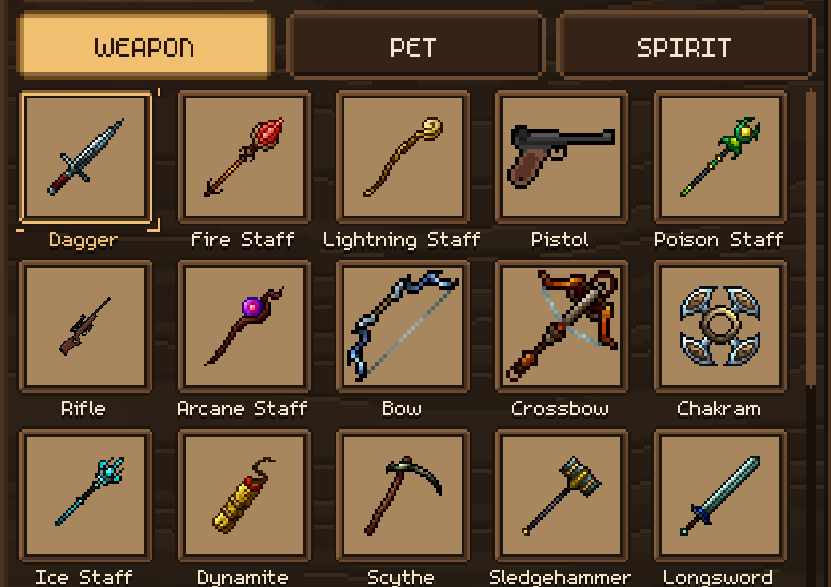 WEAPON PET SPIRIT
Dagger Fire Staff Lightning Staff Pistol Poison Staff
Rifle Arcane Staff Bow Crossbow Chakram
Ice Staff Dynamite Scythe Sledgehammer Longsword